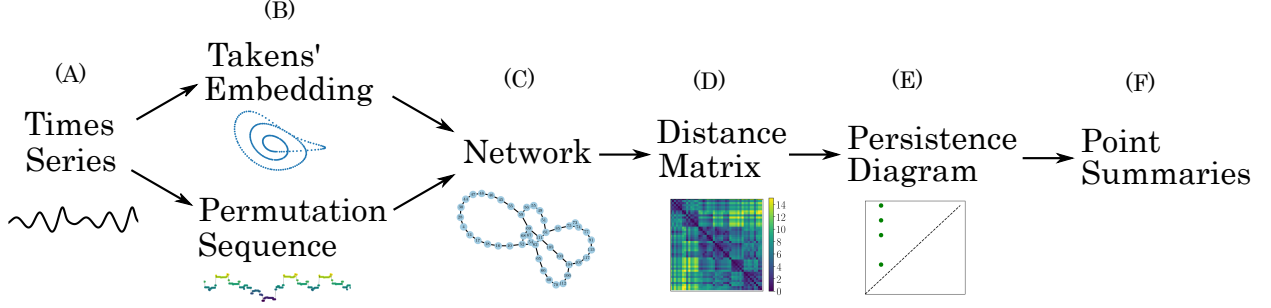 (A)
Times
Series
(B)
Takens'
Embedding
Permutation
Sequence
(C)
Network
(D)
Distance
Matrix
14
12
10
8
6
4
2
0
(E)
Persistence
Diagram
(F)
Point
Summaries